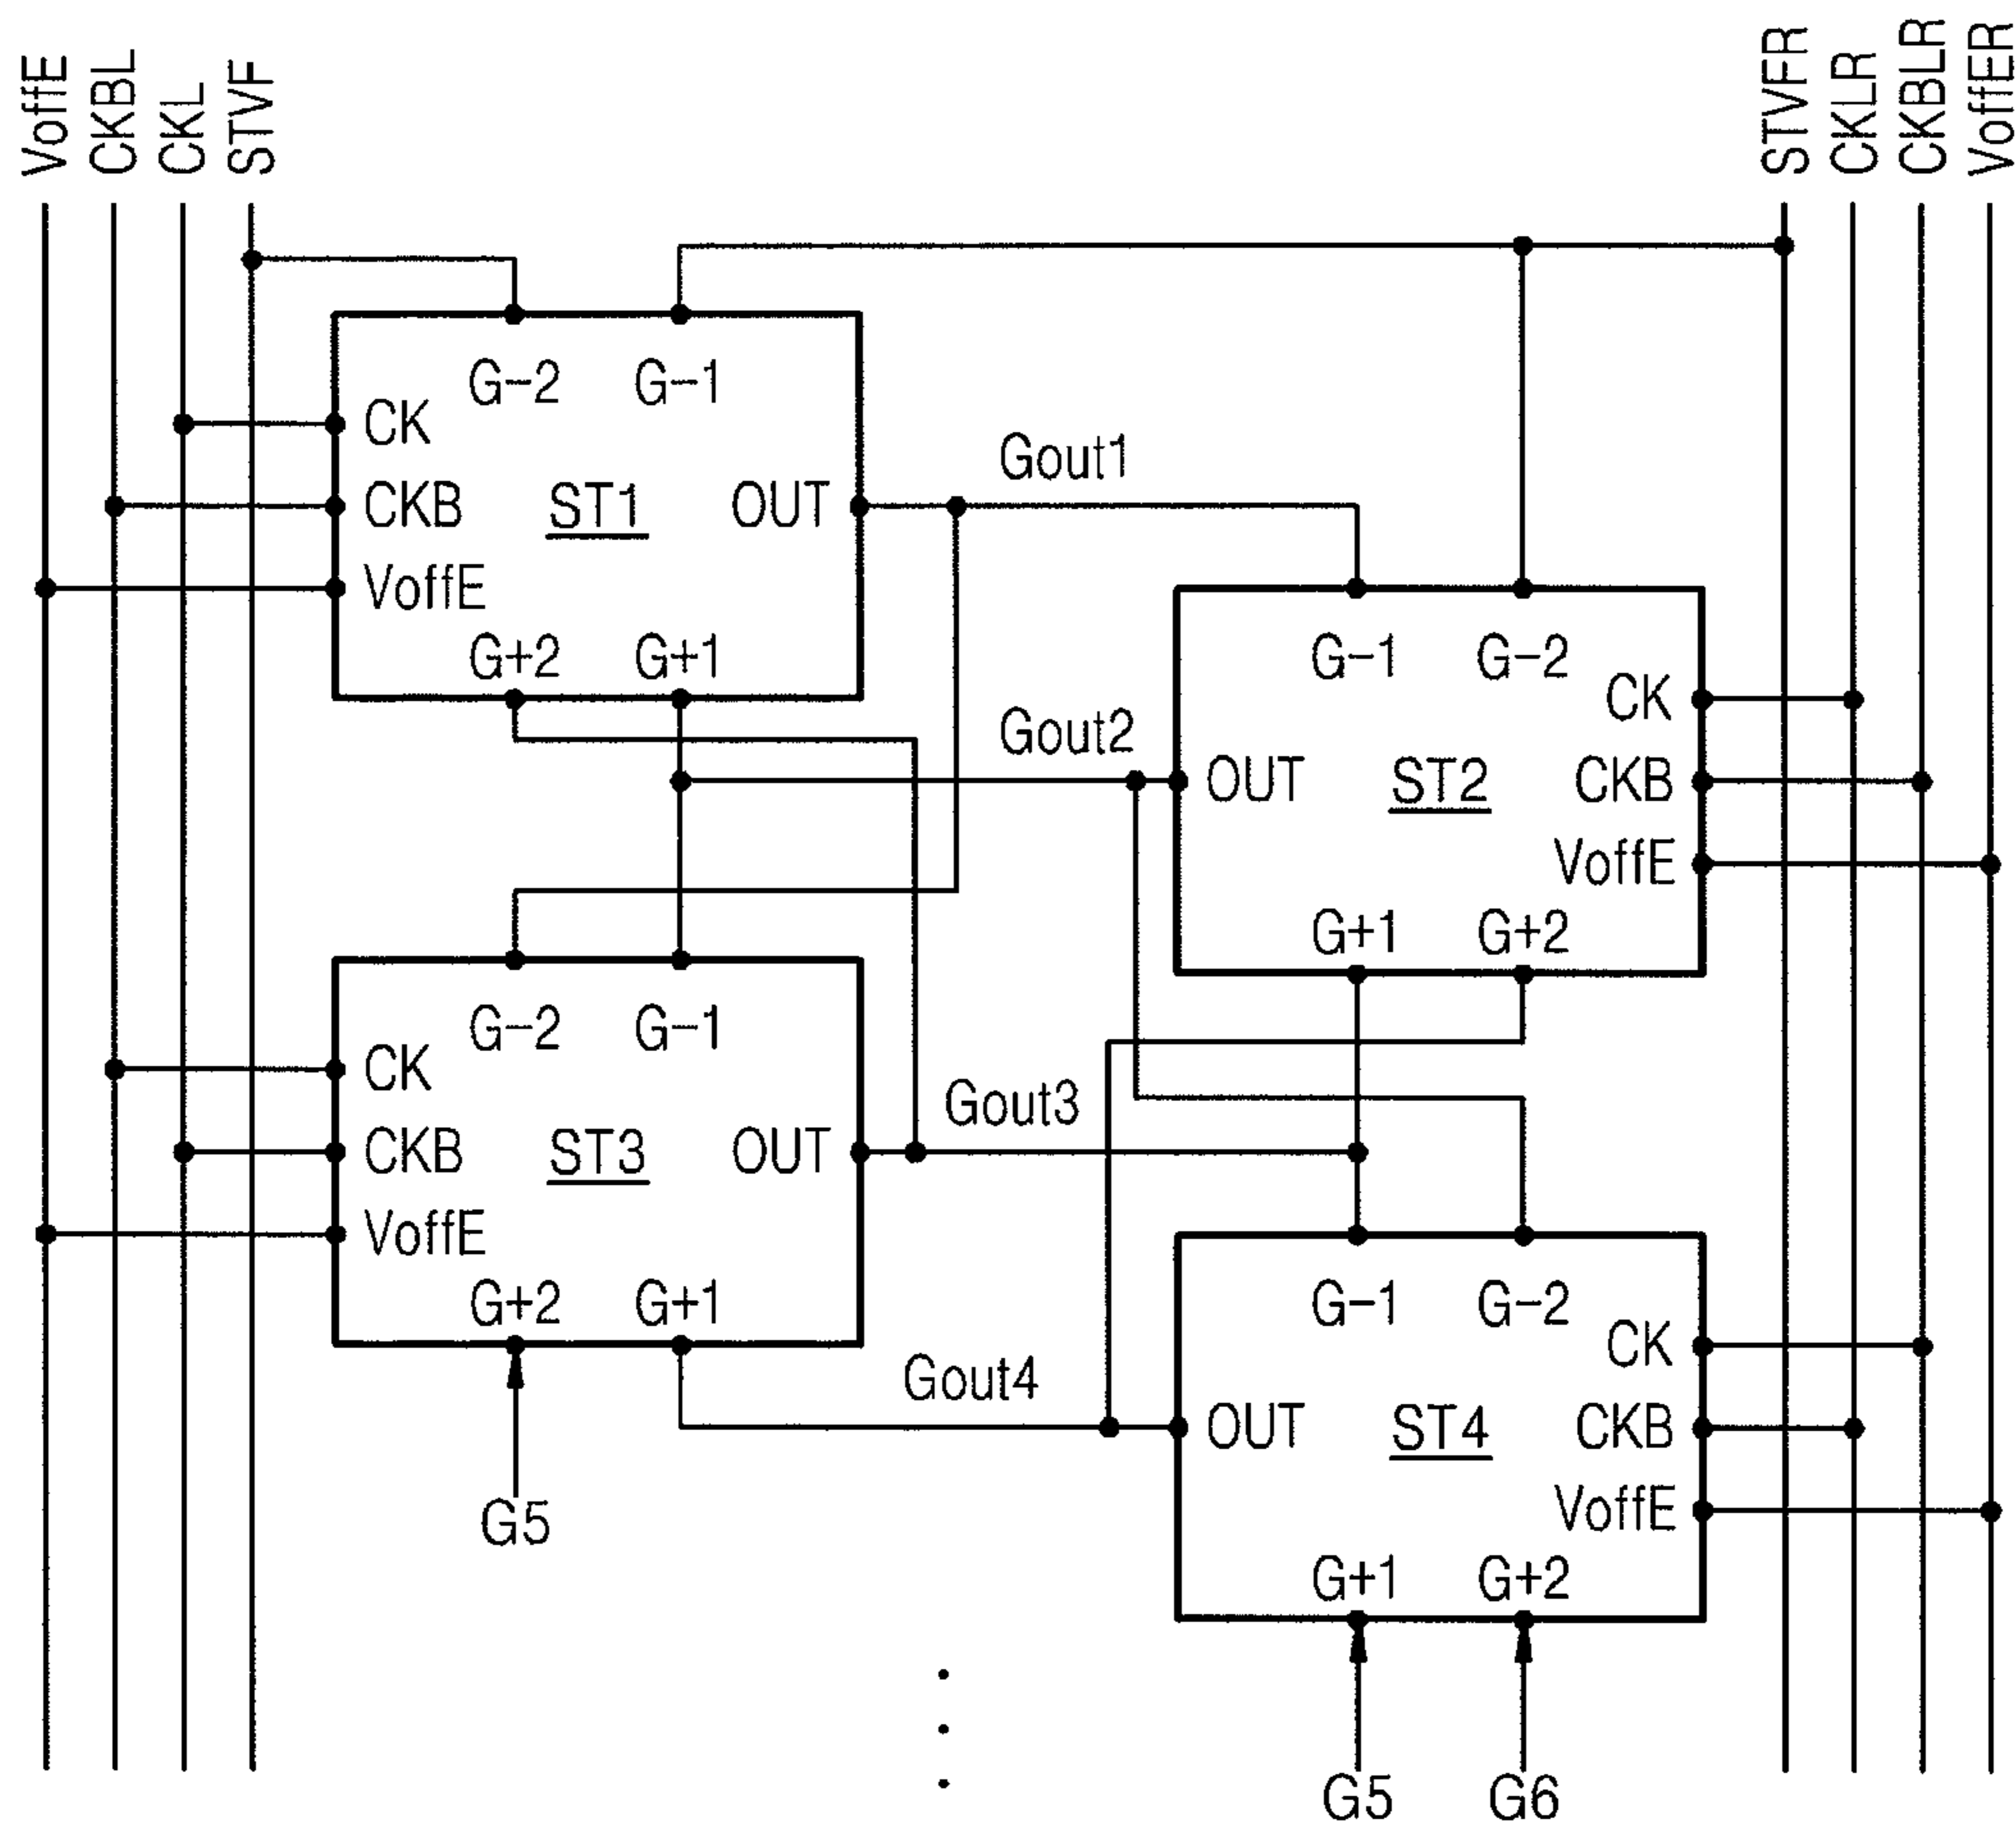 VoffE
CKBL
CKL
STVF
STVFR
CKLR
CKBLR
VoffER
G-2 G-1
CK
CKB ST1 OUT
VoffE
G+2 G+1
Gout1
G-1 G-2
CK
OUT ST2 CKB
VoffE
G+1 G+2
Gout2
G-2 G-1
CK
CKB ST3 OUT
VoffE
G+2 G+1
Gout3
G5
G-1 G-2
CK
OUT ST4 CKB
VoffE
G+1 G+2
Gout4
G5 G6